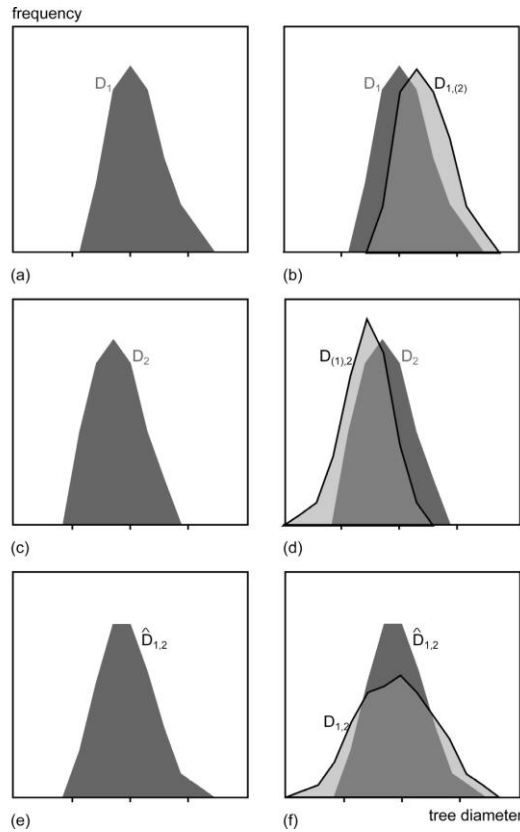 frequency
D₁
D₁
D₁,₍₂₎
(a)
(b)
D₂
D₍₁₎,₂
D₂
(c)
(d)
D̂₁,₂
D̂₁,₂
D₁,₂
(e)
(f)
tree diameter